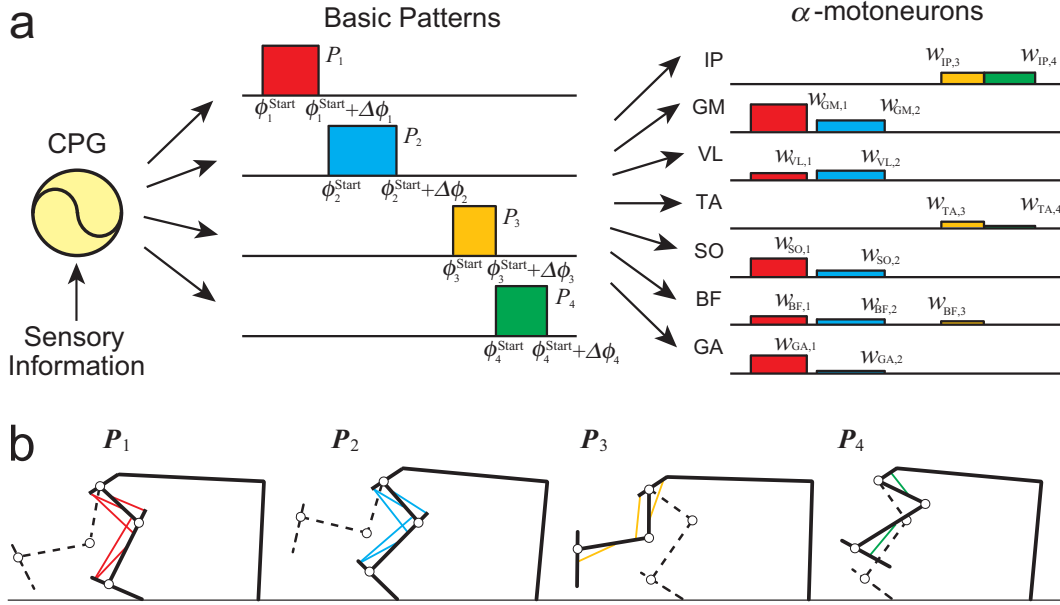 a
Basic Patterns
α-motoneurons
CPG
Sensory
Information
P1
ϕ1Start ϕ1Start+Δϕ1
P2
ϕ2Start ϕ2Start+Δϕ2
P3
ϕ3Start ϕ3Start+Δϕ3
P4
ϕ4Start ϕ4Start+Δϕ4
IP wIP,3 wIP,4
GM wGM,1 wGM,2
VL wVL,1 wVL,2
TA wTA,3 wTA,4
SO wSO,1 wSO,2
BF wBF,1 wBF,2 wBF,3
GA wGA,1 wGA,2
b
P1 P2 P3 P4